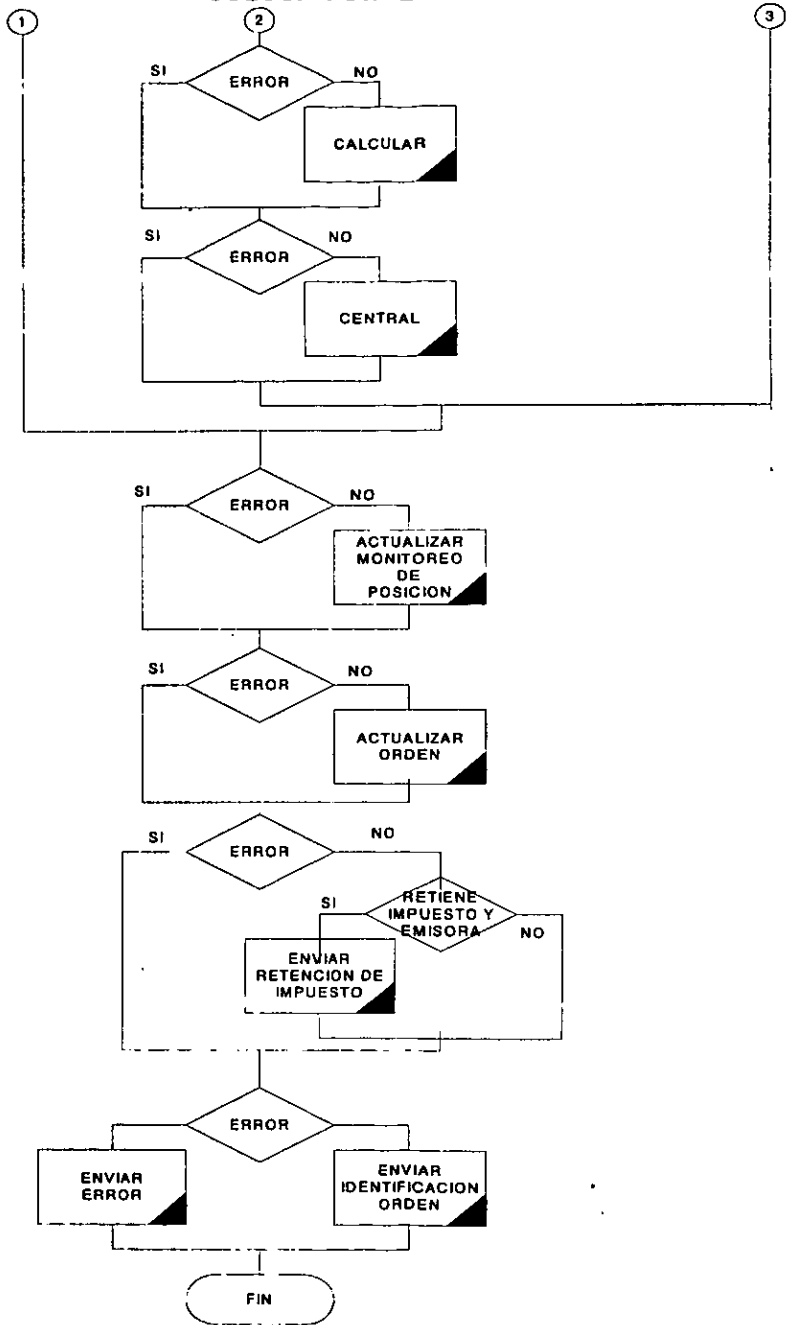 1
2
3
SI
ERROR
NO
CALCULAR
SI
ERROR
NO
CENTRAL
SI
ERROR
NO
ACTUALIZAR
MONITOREO
DE
POSICION
SI
ERROR
NO
ACTUALIZAR
ORDEN
SI
ERROR
NO
RETIENE
IMPUESTO Y
EMISORA
SI
NO
ENVIAR
RETENCION DE
IMPUESTO
ERROR
ENVIAR
ERROR
ENVIAR
IDENTIFICACION
ORDEN
FIN